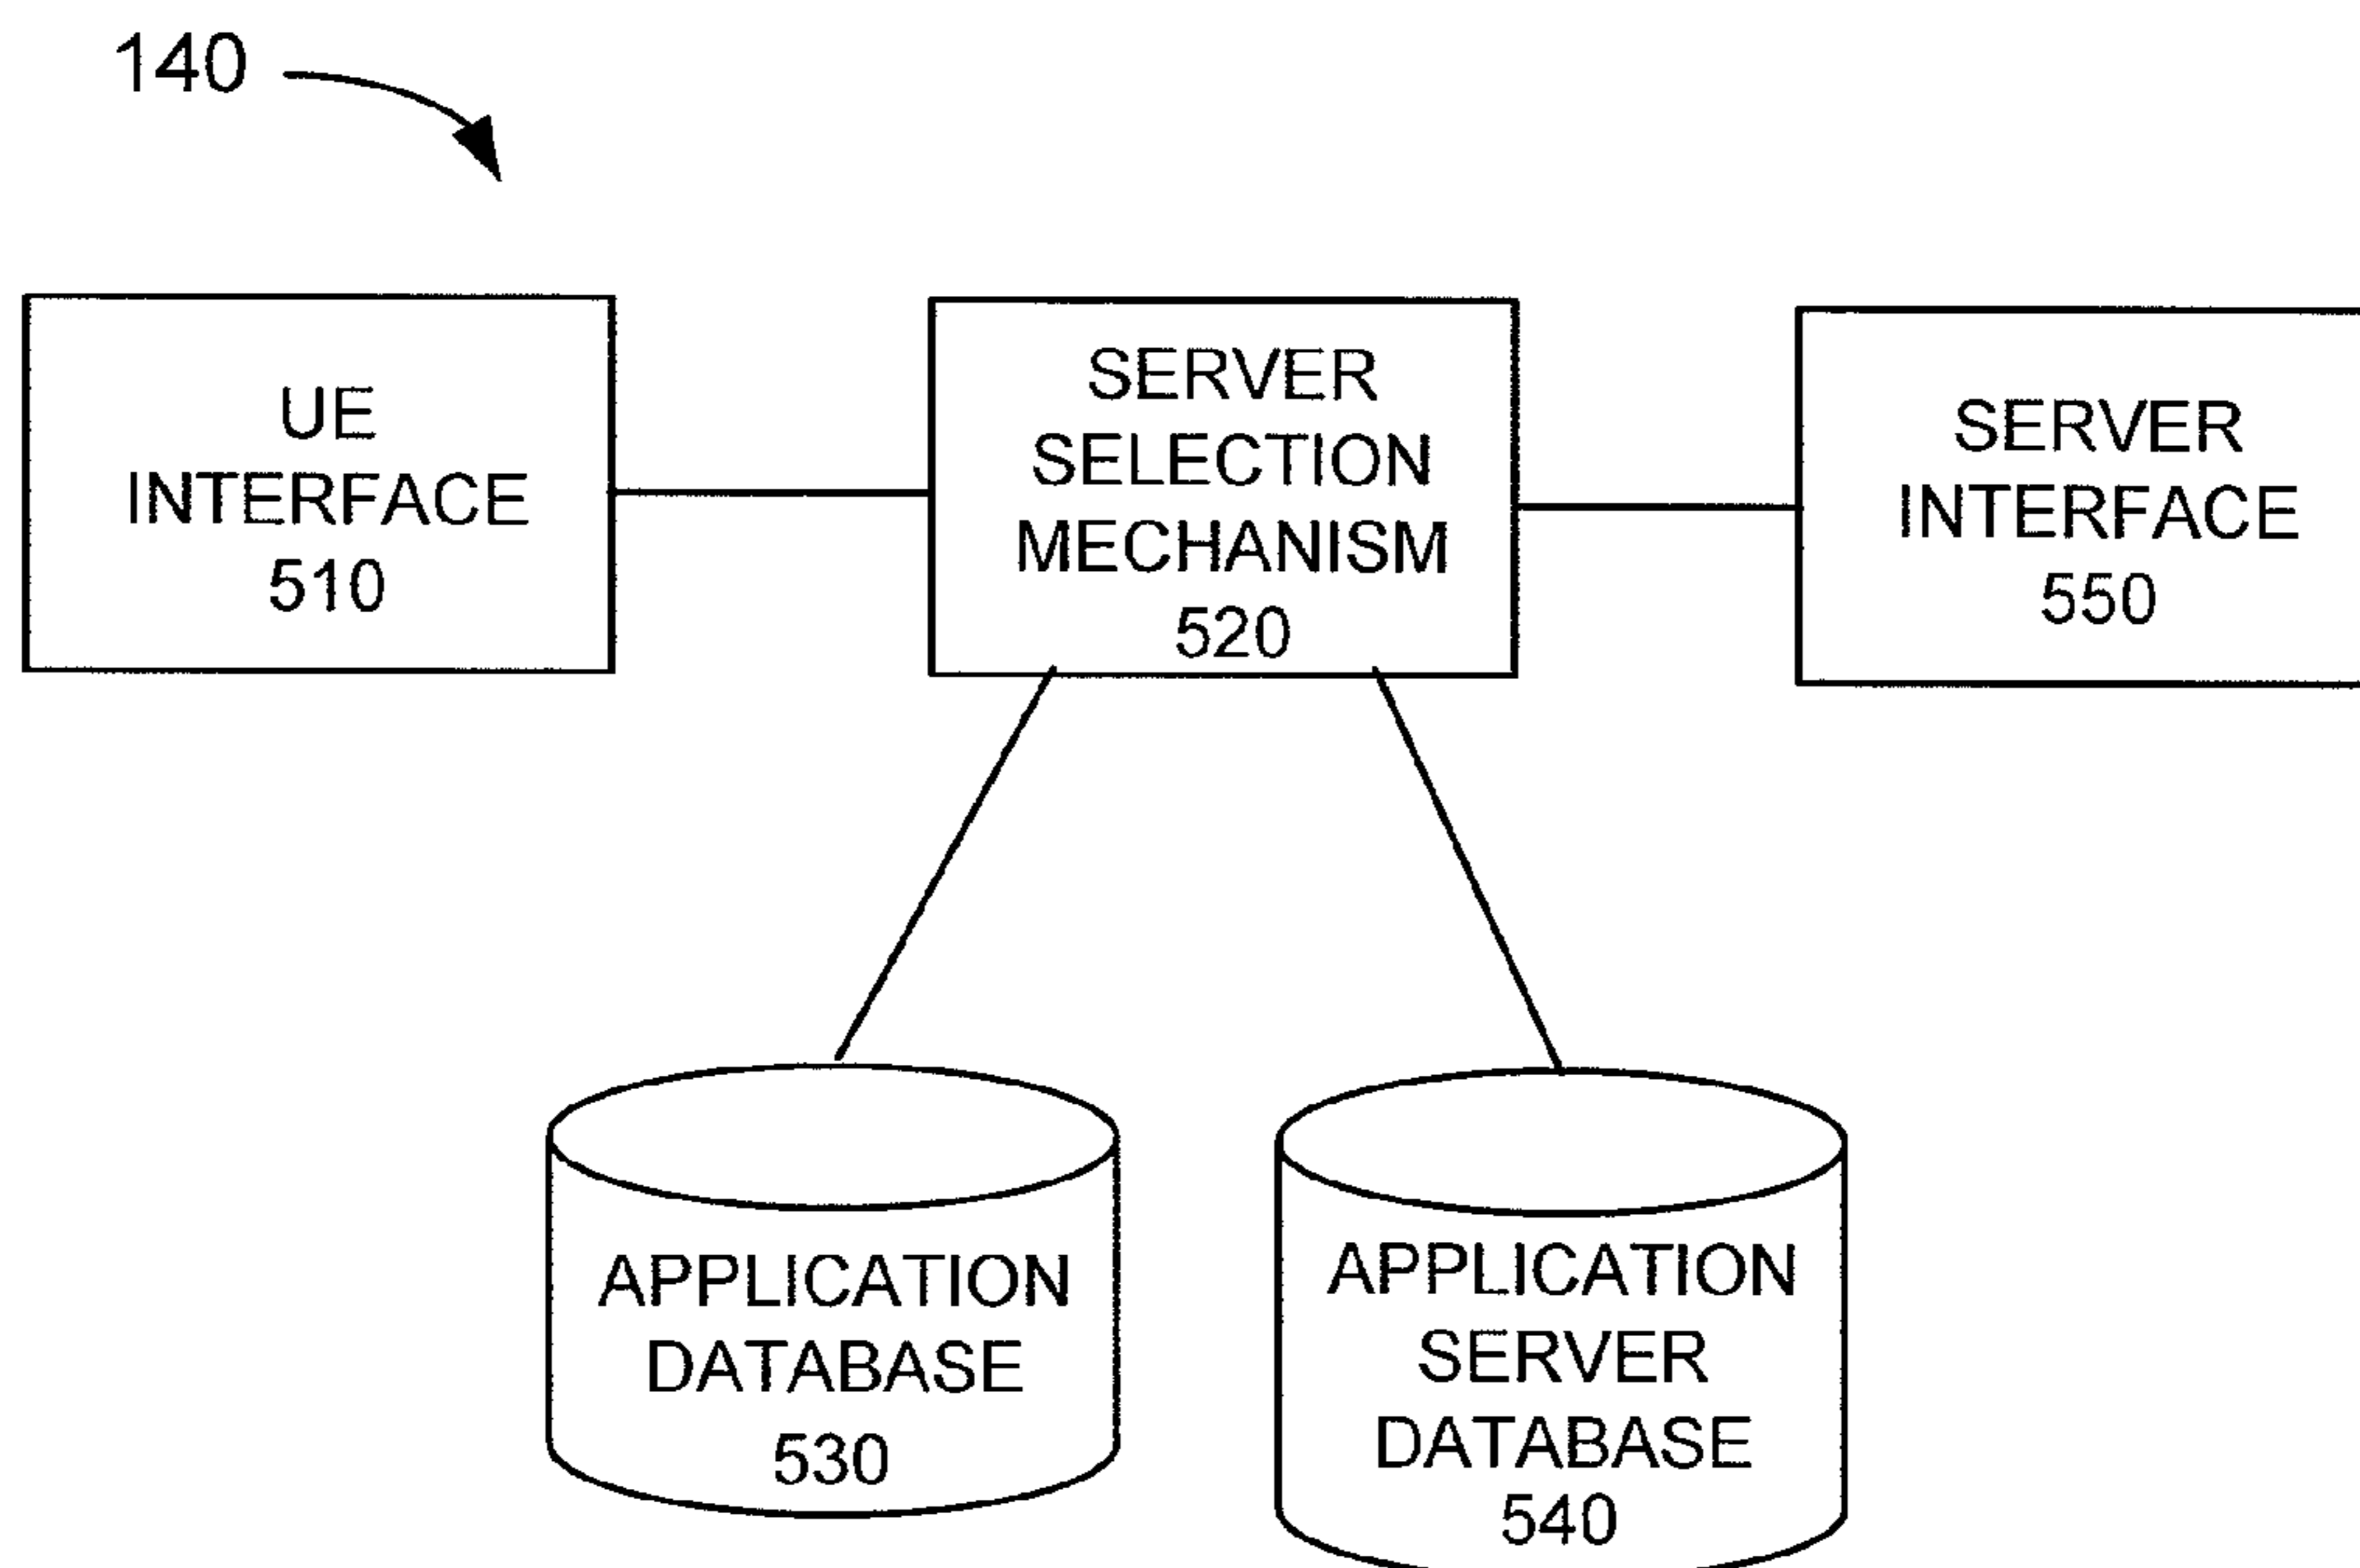 140
UE
INTERFACE
510
SERVER
SELECTION
MECHANISM
520
SERVER
INTERFACE
550
APPLICATION
DATABASE
530
APPLICATION
SERVER
DATABASE
540